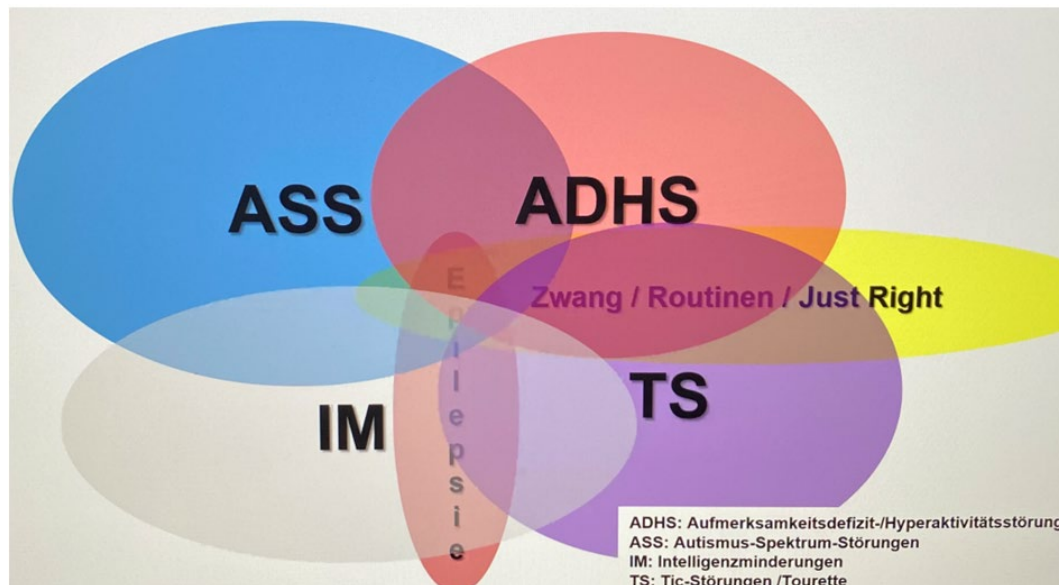 ASS
ADHS
Epilepsie
Zwang / Routinen / Just Right
IM
TS
ADHS: Aufmerksamkeitsdefizit-/Hyperaktivitätsstörung
ASS: Autismus-Spektrum-Störungen
IM: Intelligenzminderungen
TS: Tic-Störungen /Tourette